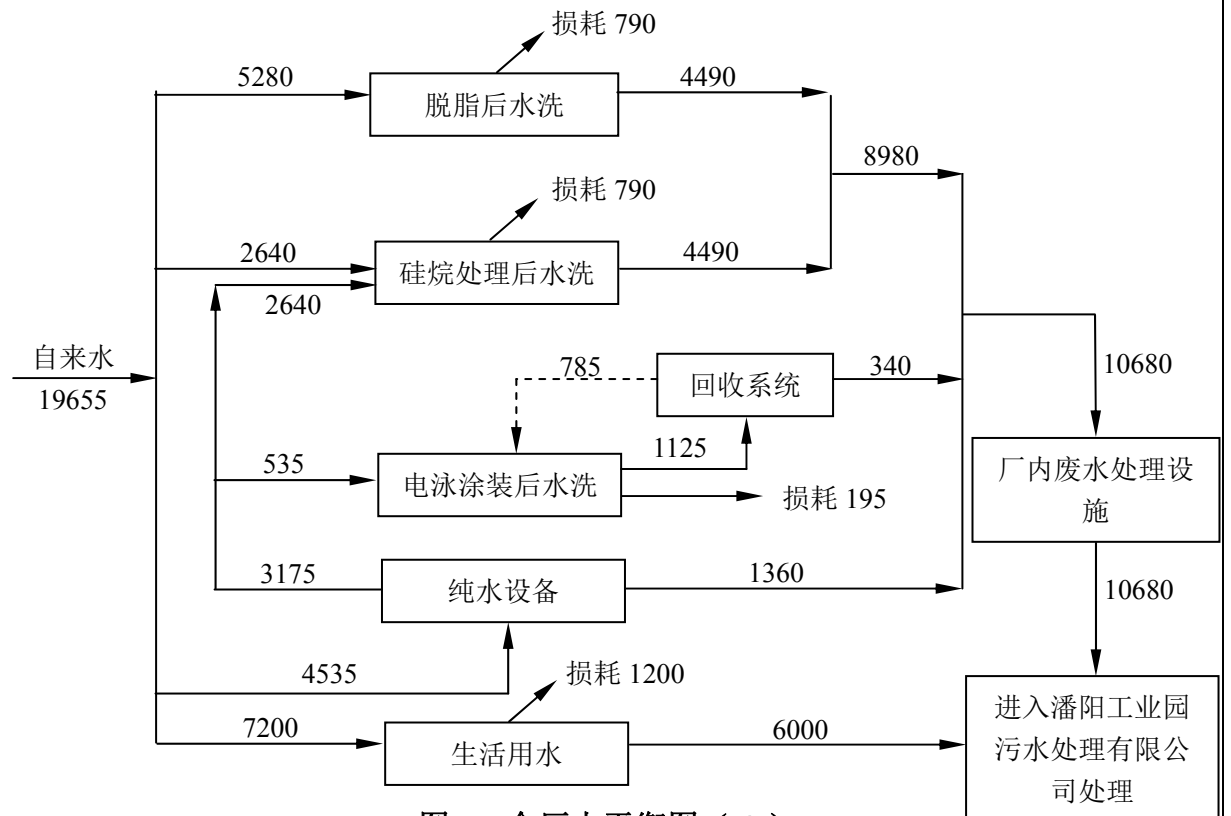 损耗 790
5280
脱脂后水洗
4490
8980
损耗 790
2640
硅烷处理后水洗
4490
2640
自来水
19655
785
回收系统
340
10680
1125
535
电泳涂装后水洗
损耗 195
厂内废水处理设
施
3175
纯水设备
1360
10680
4535
损耗 1200
7200
生活用水
6000
进入潘阳工业园
污水处理有限公
司处理